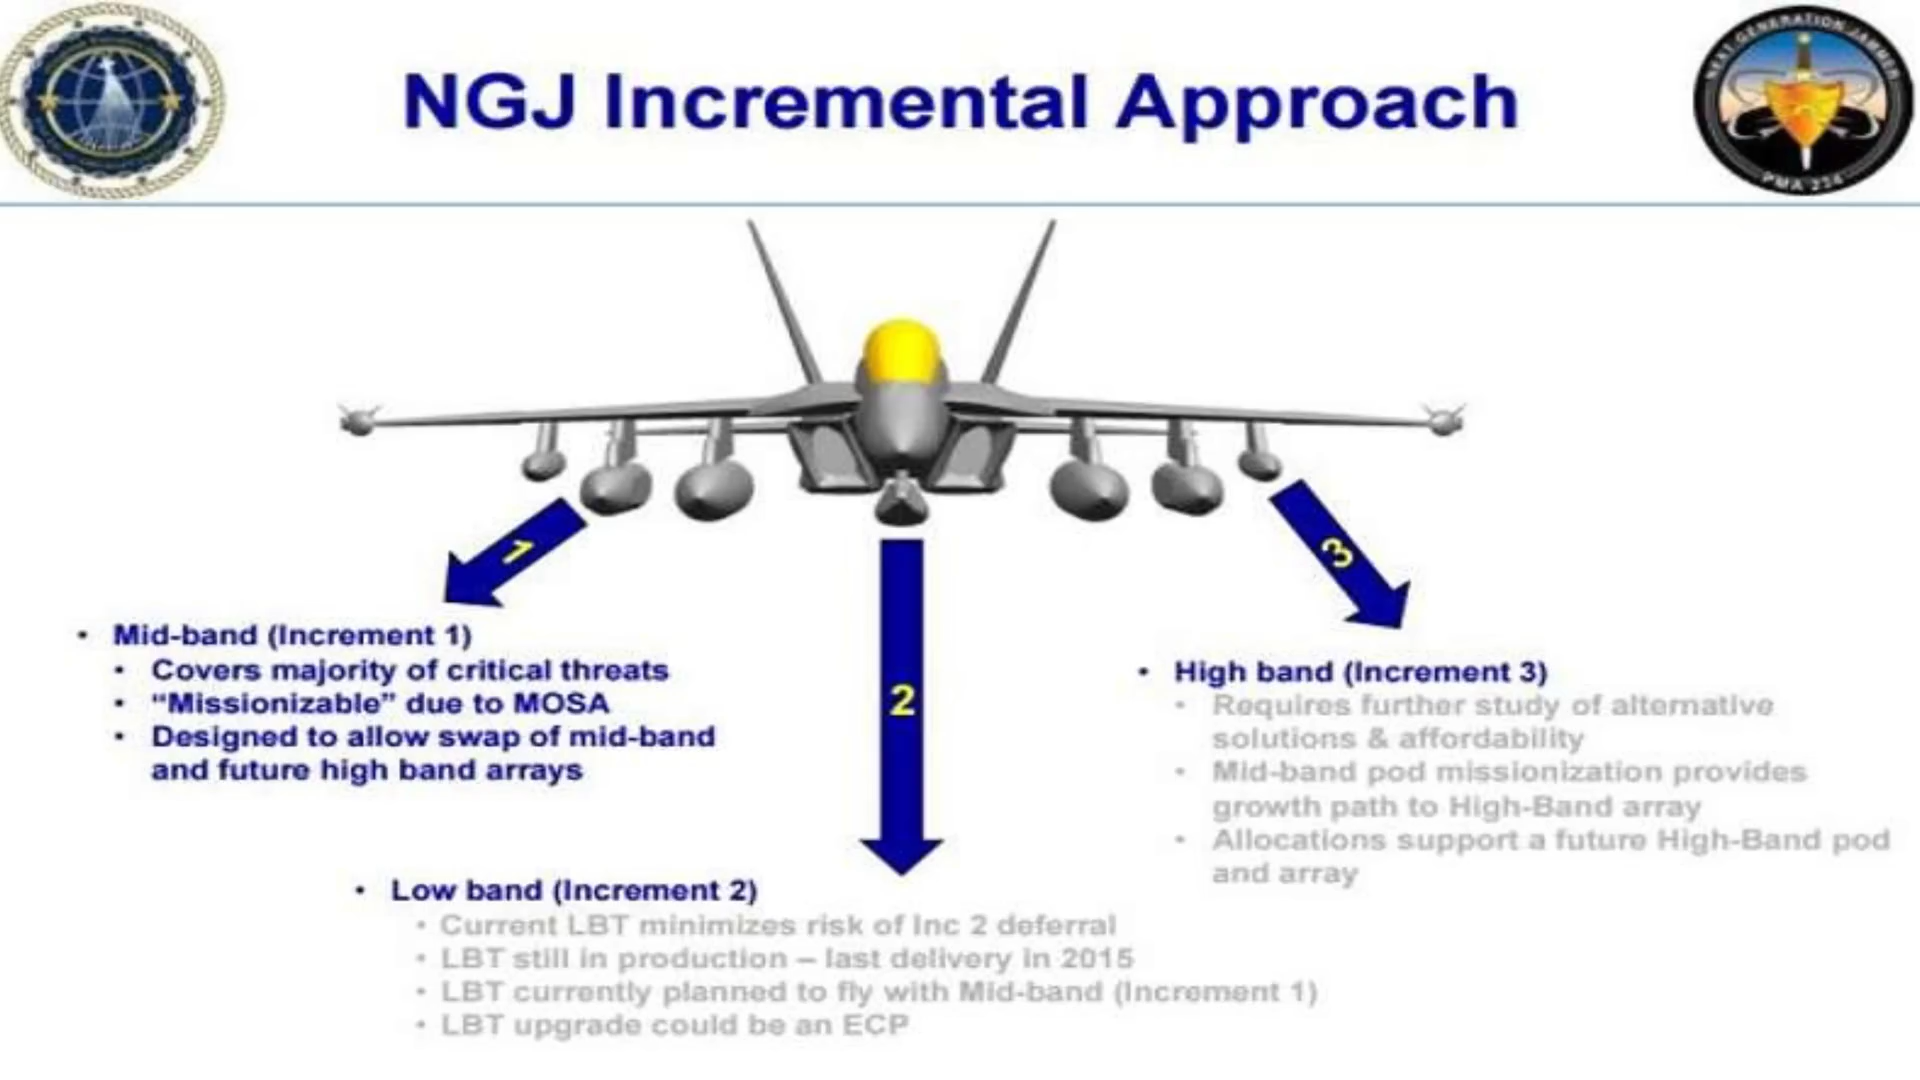 NGJ Incremental Approach
NEXT GENERATION JAMMER
PMA 234
1
2
3
• Mid-band (Increment 1)
• Covers majority of critical threats
• “Missionizable” due to MOSA
• Designed to allow swap of mid-band
and future high band arrays
• High band (Increment 3)
• Requires further study of alternative
solutions & affordability
• Mid-band pod missionization provides
growth path to High-Band array
• Allocations support a future High-Band pod
and array
• Low band (Increment 2)
• Current LBT minimizes risk of Inc 2 deferral
• LBT still in production – last delivery in 2015
• LBT currently planned to fly with Mid-band (Increment 1)
• LBT upgrade could be an ECP